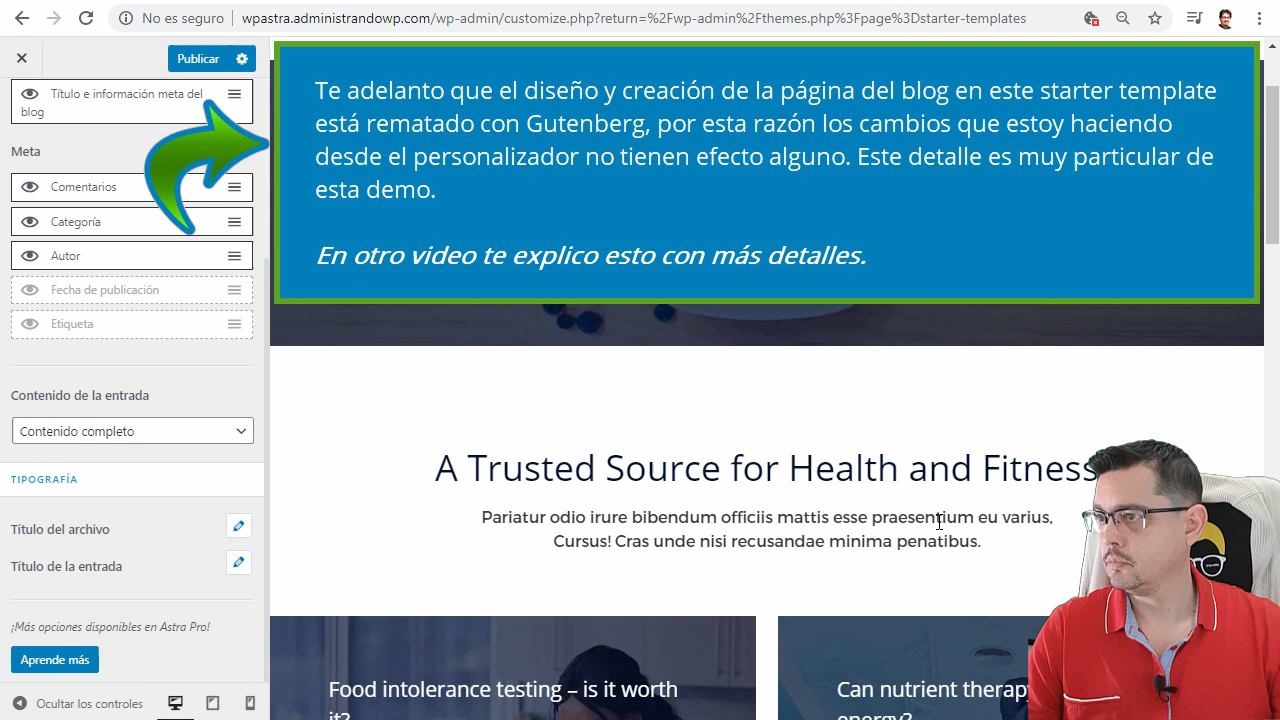 No es seguro
wpastra.administrandowp.com/wp-admin/customize.php?return=%2Fwp-admin%2Fthemes.php%3Fpage%3Dstarter-templates
Publicar
Título e información meta del
blog
Meta
Comentarios
Categoría
Autor
Fecha de publicación
Etiqueta
Contenido de la entrada
Contenido completo
TIPOGRAFÍA
Título del archivo
Título de la entrada
¡Más opciones disponibles en Astra Pro!
Aprende más
Ocultar los controles
Te adelanto que el diseño y creación de la página del blog en este starter template
está rematado con Gutenberg, por esta razón los cambios que estoy haciendo
desde el personalizador no tienen efecto alguno. Este detalle es muy particular de
esta demo.
En otro video te explico esto con más detalles.
A Trusted Source for Health and Fitness
Pariatur odio irure bibendum officiis mattis esse praesentium eu varius,
Cursus! Cras unde nisi recusandae minima penatibus.
Food intolerance testing – is it worth
it?
Can nutrient therapy
energy?